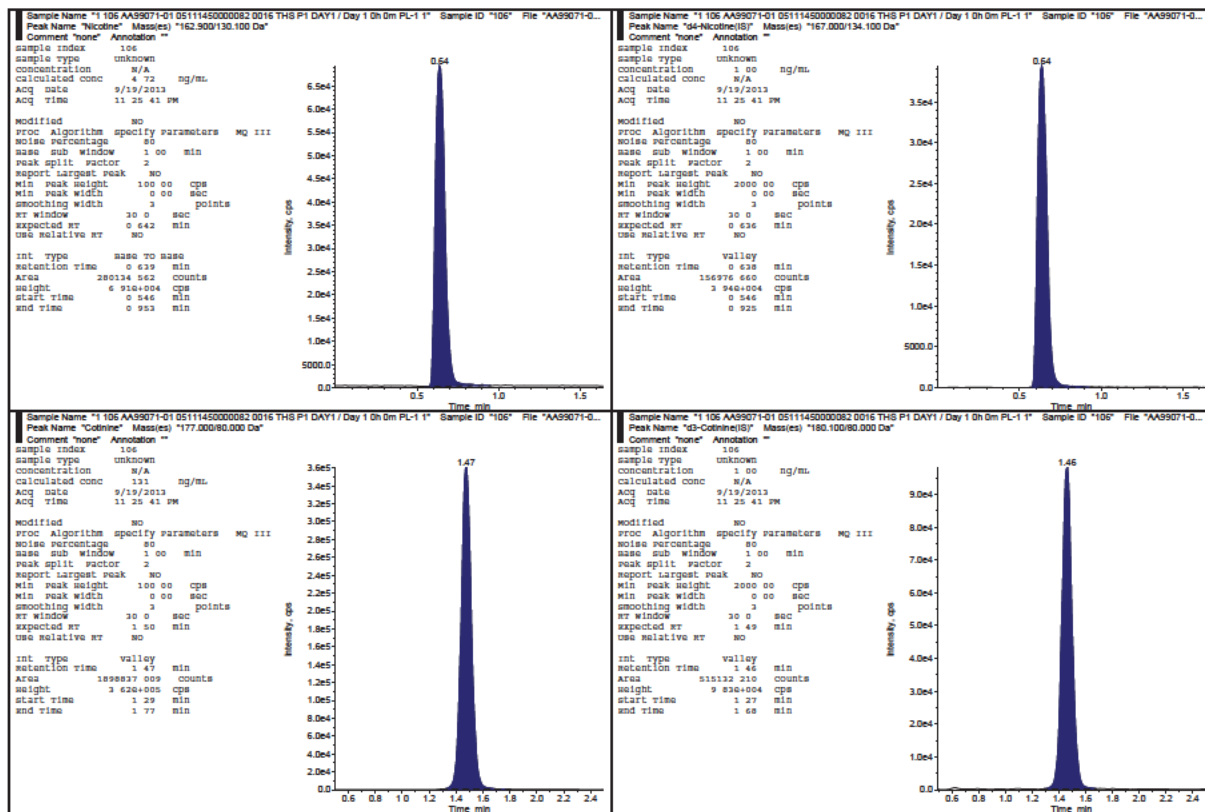 Sample Name "1 106 AA99071-01 05111450000082 0016 THS P1 DAY1 / Day 1 0h 0m PL-1 1" Sample ID "106" File "AA99071-0...
Peak Name "Nicotine" Mass(es) "162.900/130.100 Da"
Comment "none" Annotation ""
Sample Index 106
Sample Type Unknown
Concentration N/A
Calculated Conc 4 72 ng/mL
Acq Date 9/19/2013
Acq Time 11 25 41 PM
Modified NO
Proc Algorithm Specify Parameters MQ III
Noise Percentage 80
Base Sub Window 1 00 min
Peak Split Factor 2
Report Largest Peak NO
Min Peak Height 100 00 cps
Min Peak Width 0 00 sec
Smoothing Width 3 points
RT Window 30 0 sec
Expected RT 0 642 min
Use Relative RT NO
Int Type Base To Base
Retention Time 0 639 min
Area 280134 562 counts
Height 6 91e+004 cps
Start Time 0 546 min
End Time 0 953 min
0.64
6.5e4
6.0e4
5.5e4
5.0e4
4.5e4
4.0e4
3.5e4
3.0e4
2.5e4
2.0e4
1.5e4
1.0e4
5000.0
0.0
Intensity, cps
0.5 1.0 1.5
Time, min
Sample Name "1 106 AA99071-01 05111450000082 0016 THS P1 DAY1 / Day 1 0h 0m PL-1 1" Sample ID "106" File "AA99071-0...
Peak Name "d4-Nicotine(IS)" Mass(es) "167.000/134.100 Da"
Comment "none" Annotation ""
Sample Index 106
Sample Type Unknown
Concentration 1 00 ng/mL
Calculated Conc N/A
Acq Date 9/19/2013
Acq Time 11 25 41 PM
Modified NO
Proc Algorithm Specify Parameters MQ III
Noise Percentage 80
Base Sub Window 1 00 min
Peak Split Factor 2
Report Largest Peak NO
Min Peak Height 2000 00 cps
Min Peak Width 0 00 sec
Smoothing Width 3 points
RT Window 30 0 sec
Expected RT 0 636 min
Use Relative RT NO
Int Type Valley
Retention Time 0 638 min
Area 156976 660 counts
Height 3 94e+004 cps
Start Time 0 546 min
End Time 0 925 min
0.64
3.5e4
3.0e4
2.5e4
2.0e4
1.5e4
1.0e4
5000.0
0.0
Intensity, cps
0.5 1.0 1.5
Time, min
Sample Name "1 106 AA99071-01 05111450000082 0016 THS P1 DAY1 / Day 1 0h 0m PL-1 1" Sample ID "106" File "AA99071-0...
Peak Name "Cotinine" Mass(es) "177.000/80.000 Da"
Comment "none" Annotation ""
Sample Index 106
Sample Type Unknown
Concentration N/A
Calculated Conc 131 ng/mL
Acq Date 9/19/2013
Acq Time 11 25 41 PM
Modified NO
Proc Algorithm Specify Parameters MQ III
Noise Percentage 80
Base Sub Window 1 00 min
Peak Split Factor 2
Report Largest Peak NO
Min Peak Height 100 00 cps
Min Peak Width 0 00 sec
Smoothing Width 3 points
RT Window 30 0 sec
Expected RT 1 50 min
Use Relative RT NO
Int Type Valley
Retention Time 1 47 min
Area 1898837 009 counts
Height 3 62e+005 cps
Start Time 1 29 min
End Time 1 77 min
1.47
3.6e5
3.4e5
3.2e5
3.0e5
2.8e5
2.6e5
2.4e5
2.2e5
2.0e5
1.8e5
1.6e5
1.4e5
1.2e5
1.0e5
8.0e4
6.0e4
4.0e4
2.0e4
0.0
Intensity, cps
0.6 0.8 1.0 1.2 1.4 1.6 1.8 2.0 2.2 2.4
Time, min
Sample Name "1 106 AA99071-01 05111450000082 0016 THS P1 DAY1 / Day 1 0h 0m PL-1 1" Sample ID "106" File "AA99071-0...
Peak Name "d3-Cotinine(IS)" Mass(es) "180.100/80.000 Da"
Comment "none" Annotation ""
Sample Index 106
Sample Type Unknown
Concentration 1 00 ng/mL
Calculated Conc N/A
Acq Date 9/19/2013
Acq Time 11 25 41 PM
Modified NO
Proc Algorithm Specify Parameters MQ III
Noise Percentage 80
Base Sub Window 1 00 min
Peak Split Factor 2
Report Largest Peak NO
Min Peak Height 2000 00 cps
Min Peak Width 0 00 sec
Smoothing Width 3 points
RT Window 30 0 sec
Expected RT 1 49 min
Use Relative RT NO
Int Type Valley
Retention Time 1 46 min
Area 515132 210 counts
Height 9 83e+004 cps
Start Time 1 27 min
End Time 1 68 min
1.46
9.0e4
8.0e4
7.0e4
6.0e4
5.0e4
4.0e4
3.0e4
2.0e4
1.0e4
0.0
Intensity, cps
0.6 0.8 1.0 1.2 1.4 1.6 1.8 2.0 2.2 2.4
Time, min